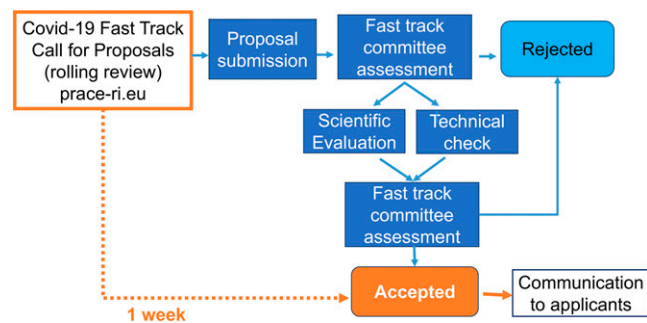 Covid-19 Fast Track
Call for Proposals
(rolling review)
prace-ri.eu
Proposal
submission
Fast track
committee
assessment
Rejected
Scientific
Evaluation
Technical
check
Fast track
committee
assessment
Accepted
Communication
to applicants
1 week